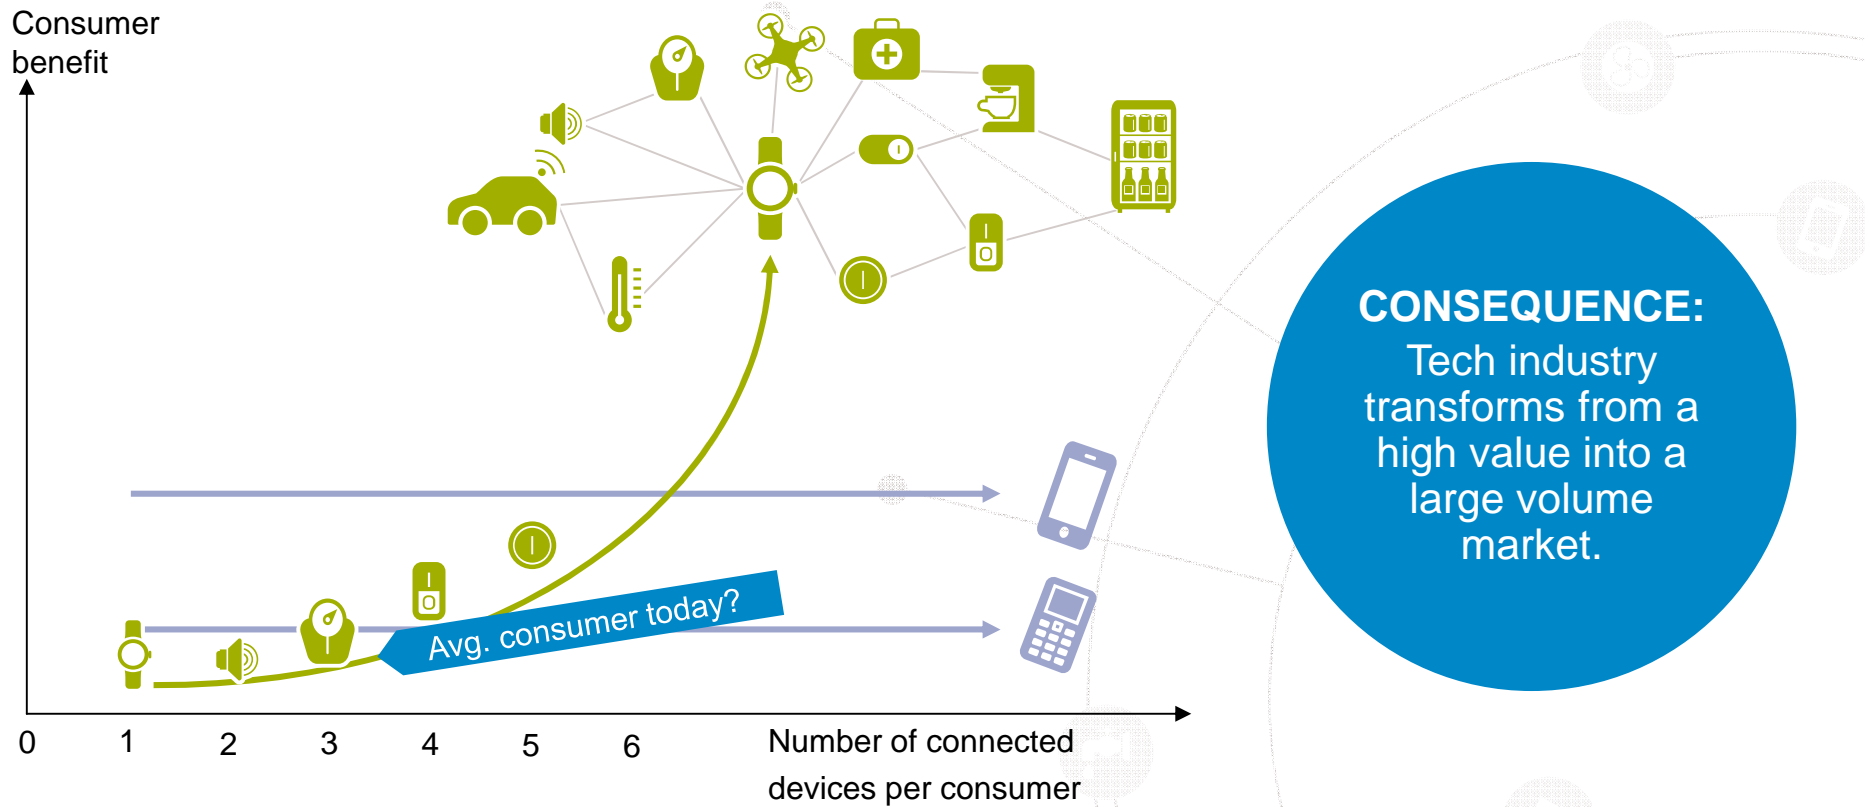 Consumer
benefit
CONSEQUENCE:
Tech industry
transforms from a
high value into a
large volume
market.
Avg. consumer today?
0 1 2 3 4 5 6
Number of connected
devices per consumer